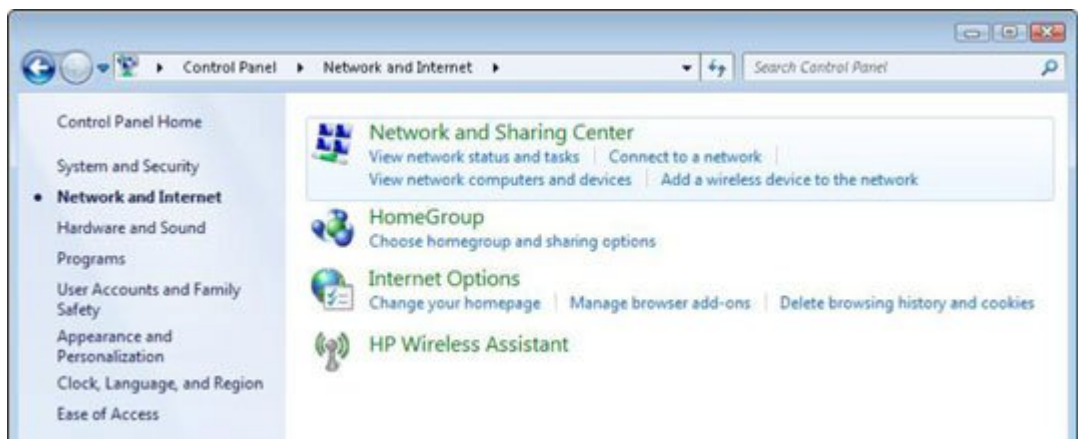 Control Panel Network and Internet Search Control Panel
Control Panel Home
System and Security
Network and Internet
Hardware and Sound
Programs
User Accounts and Family
Safety
Appearance and
Personalization
Clock, Language, and Region
Ease of Access
Network and Sharing Center
View network status and tasks Connect to a network
View network computers and devices Add a wireless device to the network
HomeGroup
Choose homegroup and sharing options
Internet Options
Change your homepage Manage browser add-ons Delete browsing history and cookies
HP Wireless Assistant